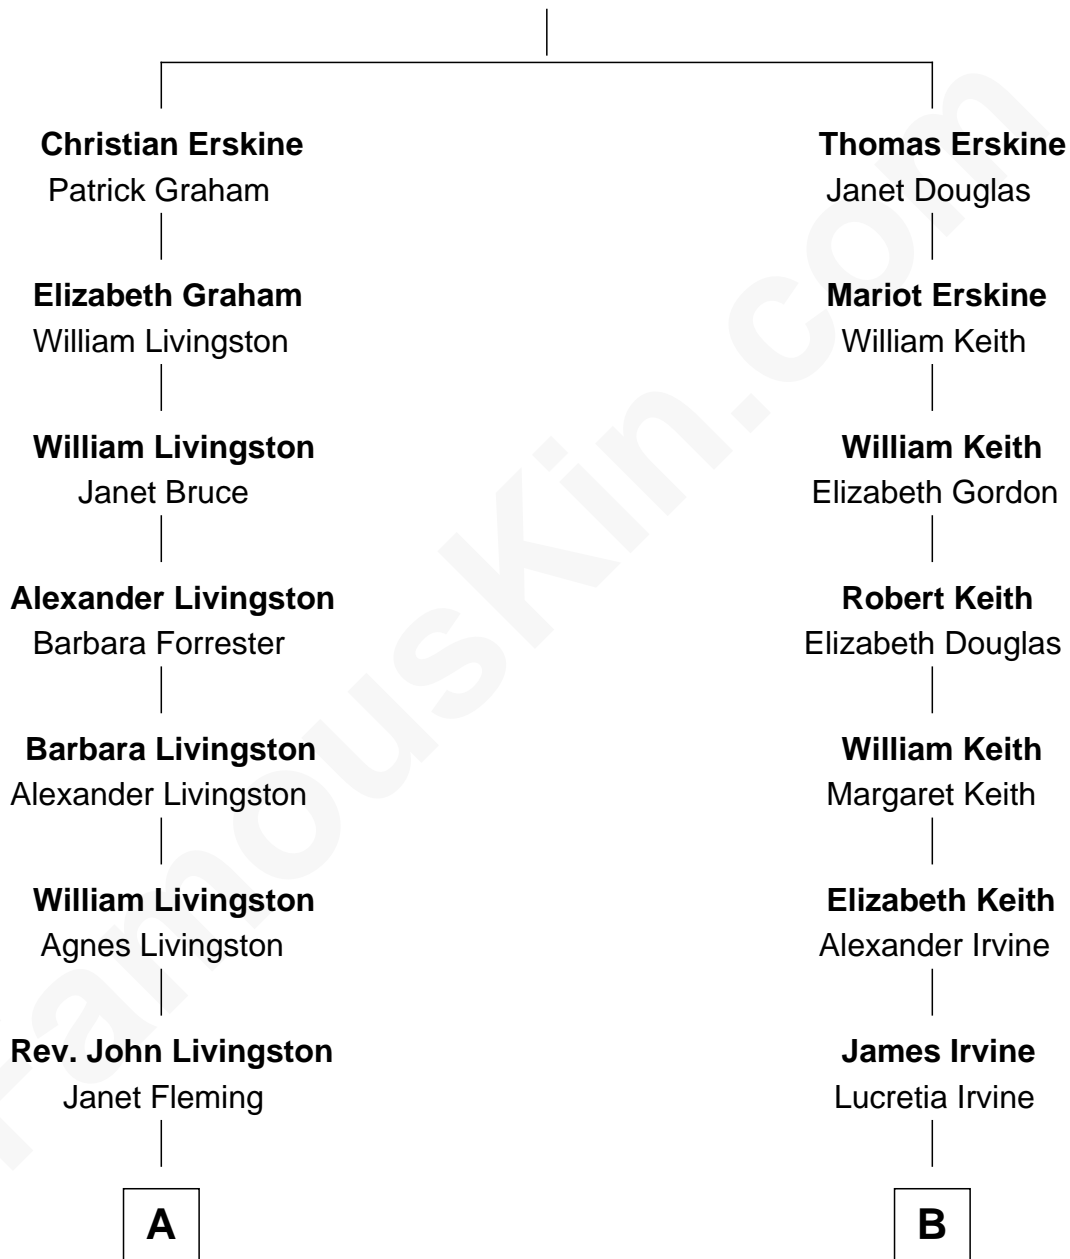 Christian Erskine
Patrick Graham
Elizabeth Graham
William Livingston
William Livingston
Janet Bruce
Alexander Livingston
Barbara Forrester
Barbara Livingston
Alexander Livingston
William Livingston
Agnes Livingston
Rev. John Livingston
Janet Fleming
A
Thomas Erskine
Janet Douglas
Mariot Erskine
William Keith
William Keith
Elizabeth Gordon
Robert Keith
Elizabeth Douglas
William Keith
Margaret Keith
Elizabeth Keith
Alexander Irvine
James Irvine
Lucretia Irvine
B
FamousKin.com